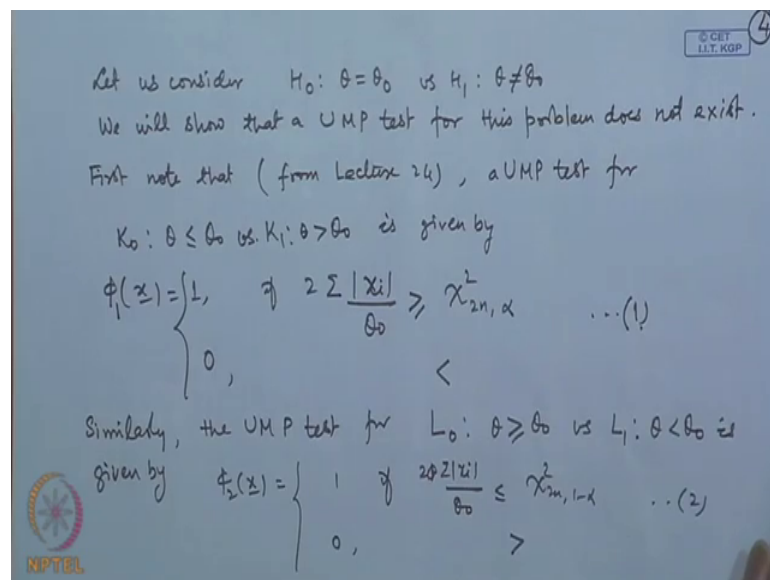 4
© CET
I.I.T. KGP
Let us consider H₀: θ = θ₀ vs H₁: θ ≠ θ₀
We will show that a UMP test for this problem does not exist.
First note that (from Lecture 24), a UMP test for
K₀: θ ≤ θ₀ vs. K₁: θ > θ₀ is given by
ϕ₁(x) = { 1, if 2 Σ |xi| / θ₀ ≥ χ²₂ₙ,α ...(1)
0, <
Similarly, the UMP test for L₀: θ ≥ θ₀ vs L₁: θ < θ₀ is
given by ϕ₂(x) = { 1 if 2 Σ|xi| / θ₀ ≤ χ²₂ₙ,₁₋α ..(2)
0, >
NPTEL